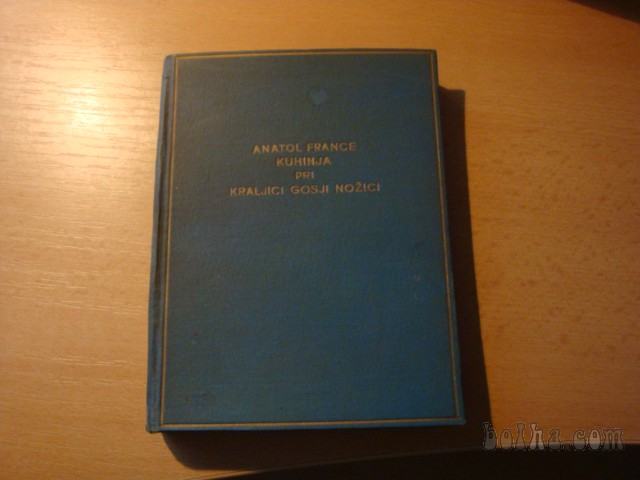 ANATOL FRANCE
KUHINJA
PRI
KRALJICI GOSJI NOŽICI
bolha.com